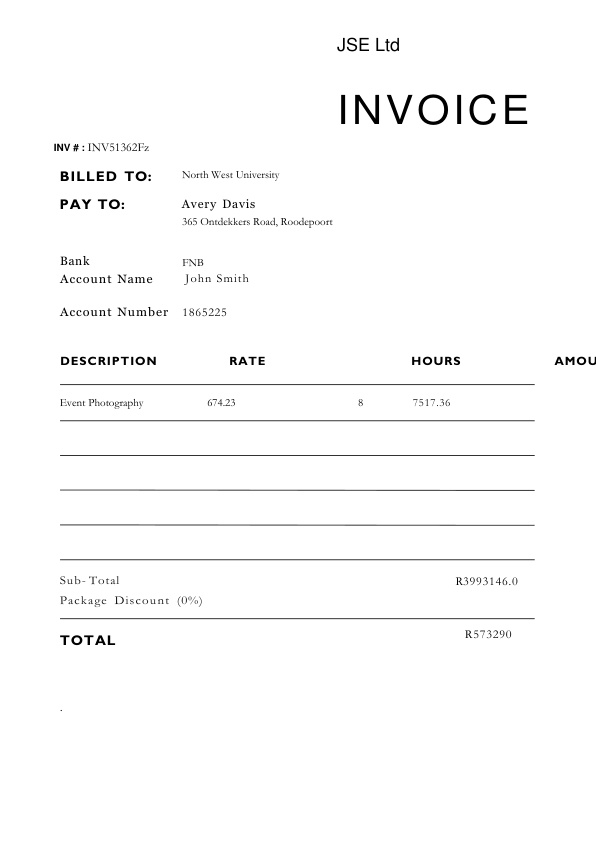 JSE Ltd
INVOICE
INV # : INV51362Fz
BILLED TO: North West University
PAY TO: Avery Davis
365 Ontdekkers Road, Roodepoort
Bank FNB
Account Name John Smith
Account Number 1865225
DESCRIPTION RATE HOURS AMOU
Event Photography 674.23 8 7517.36
Sub-Total R3993146.0
Package Discount (0%)
TOTAL R573290
.